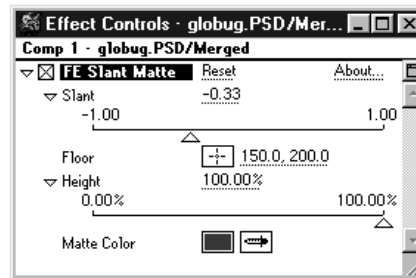 Effect Controls · globug.PSD/Mer...
Comp 1 · globug.PSD/Merged
FE Slant Matte Reset About...
Slant -0.33
-1.00 1.00
Floor 150.0, 200.0
Height 100.00%
0.00% 100.00%
Matte Color